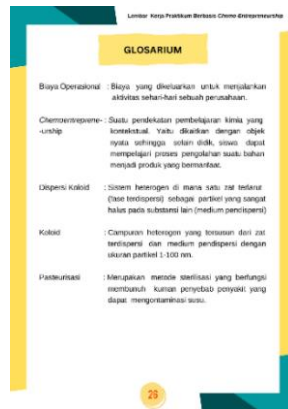 Lembar Kerja Praktikum Berbasis Chemo-Entrepreneurship
GLOSARIUM
Biaya Operasional : Biaya yang dikeluarkan untuk menjalankan
aktivitas sehari-hari sebuah perusahaan.
Chemoentreprene- : Suatu pendekatan pembelajaran kimia yang
-urship kontekstual. Yaitu dikaitkan dengan objek
nyata sehingga selain didik, siswa dapat
mempelajari proses pengolahan suatu bahan
menjadi produk yang bermanfaat.
Dispersi Koloid : Sistem heterogen di mana satu zat terlarut
(fase terdispersi) sebagai partikel yang sangat
halus pada substansi lain (medium pendispersi)
Koloid : Campuran heterogen yang tersusun dari zat
terdispersi dan medium pendispersi dengan
ukuran partikel 1-100 nm.
Pasteurisasi : Merupakan metode sterilisasi yang berfungsi
membunuh kuman penyebab penyakit yang
dapat mengontaminasi susu.
26